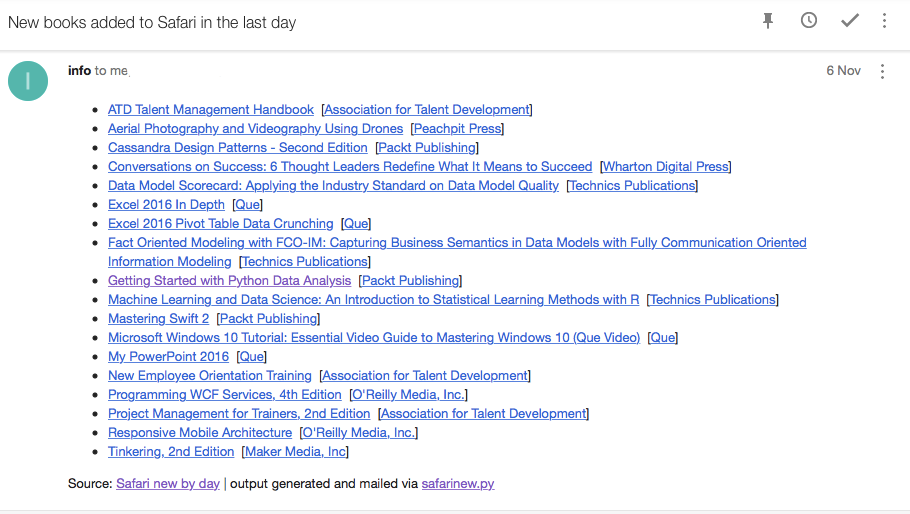 New books added to Safari in the last day
I
info to me
6 Nov
ATD Talent Management Handbook [Association for Talent Development]
Aerial Photography and Videography Using Drones [Peachpit Press]
Cassandra Design Patterns - Second Edition [Packt Publishing]
Conversations on Success: 6 Thought Leaders Redefine What It Means to Succeed [Wharton Digital Press]
Data Model Scorecard: Applying the Industry Standard on Data Model Quality [Technics Publications]
Excel 2016 In Depth [Que]
Excel 2016 Pivot Table Data Crunching [Que]
Fact Oriented Modeling with FCO-IM: Capturing Business Semantics in Data Models with Fully Communication Oriented
Information Modeling [Technics Publications]
Getting Started with Python Data Analysis [Packt Publishing]
Machine Learning and Data Science: An Introduction to Statistical Learning Methods with R [Technics Publications]
Mastering Swift 2 [Packt Publishing]
Microsoft Windows 10 Tutorial: Essential Video Guide to Mastering Windows 10 (Que Video) [Que]
My PowerPoint 2016 [Que]
New Employee Orientation Training [Association for Talent Development]
Programming WCF Services, 4th Edition [O'Reilly Media, Inc.]
Project Management for Trainers, 2nd Edition [Association for Talent Development]
Responsive Mobile Architecture [O'Reilly Media, Inc.]
Tinkering, 2nd Edition [Maker Media, Inc]
Source: Safari new by day | output generated and mailed via safarinew.py